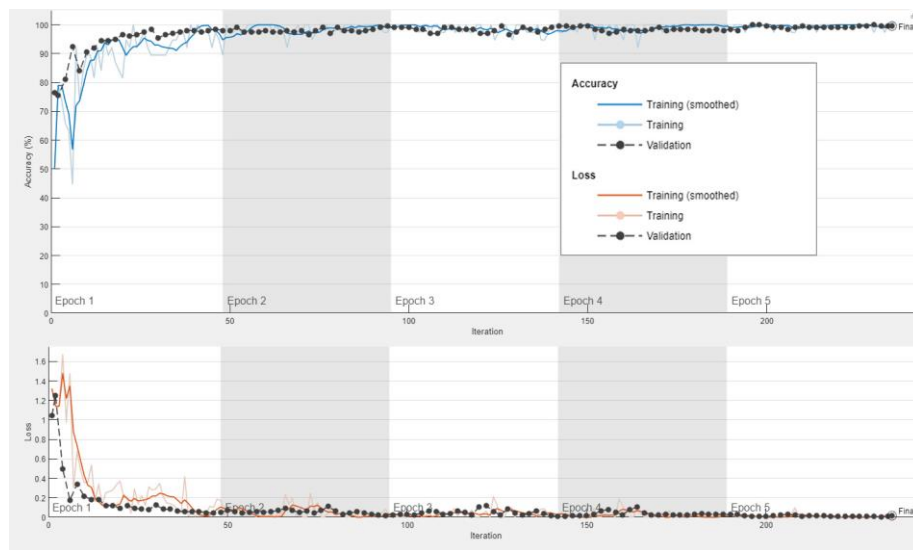 100
90
80
70
60
50
40
30
20
10
0
Accuracy (%)
Epoch 1
Epoch 2
Epoch 3
Epoch 4
Epoch 5
Final
0
50
100
150
200
Iteration
Accuracy
Training (smoothed)
Training
Validation
Loss
Training (smoothed)
Training
Validation
1.6
1.4
1.2
1
0.8
0.6
0.4
0.2
0
Loss
Epoch 1
Epoch 2
Epoch 3
Epoch 4
Epoch 5
Final
0
50
100
150
200
Iteration